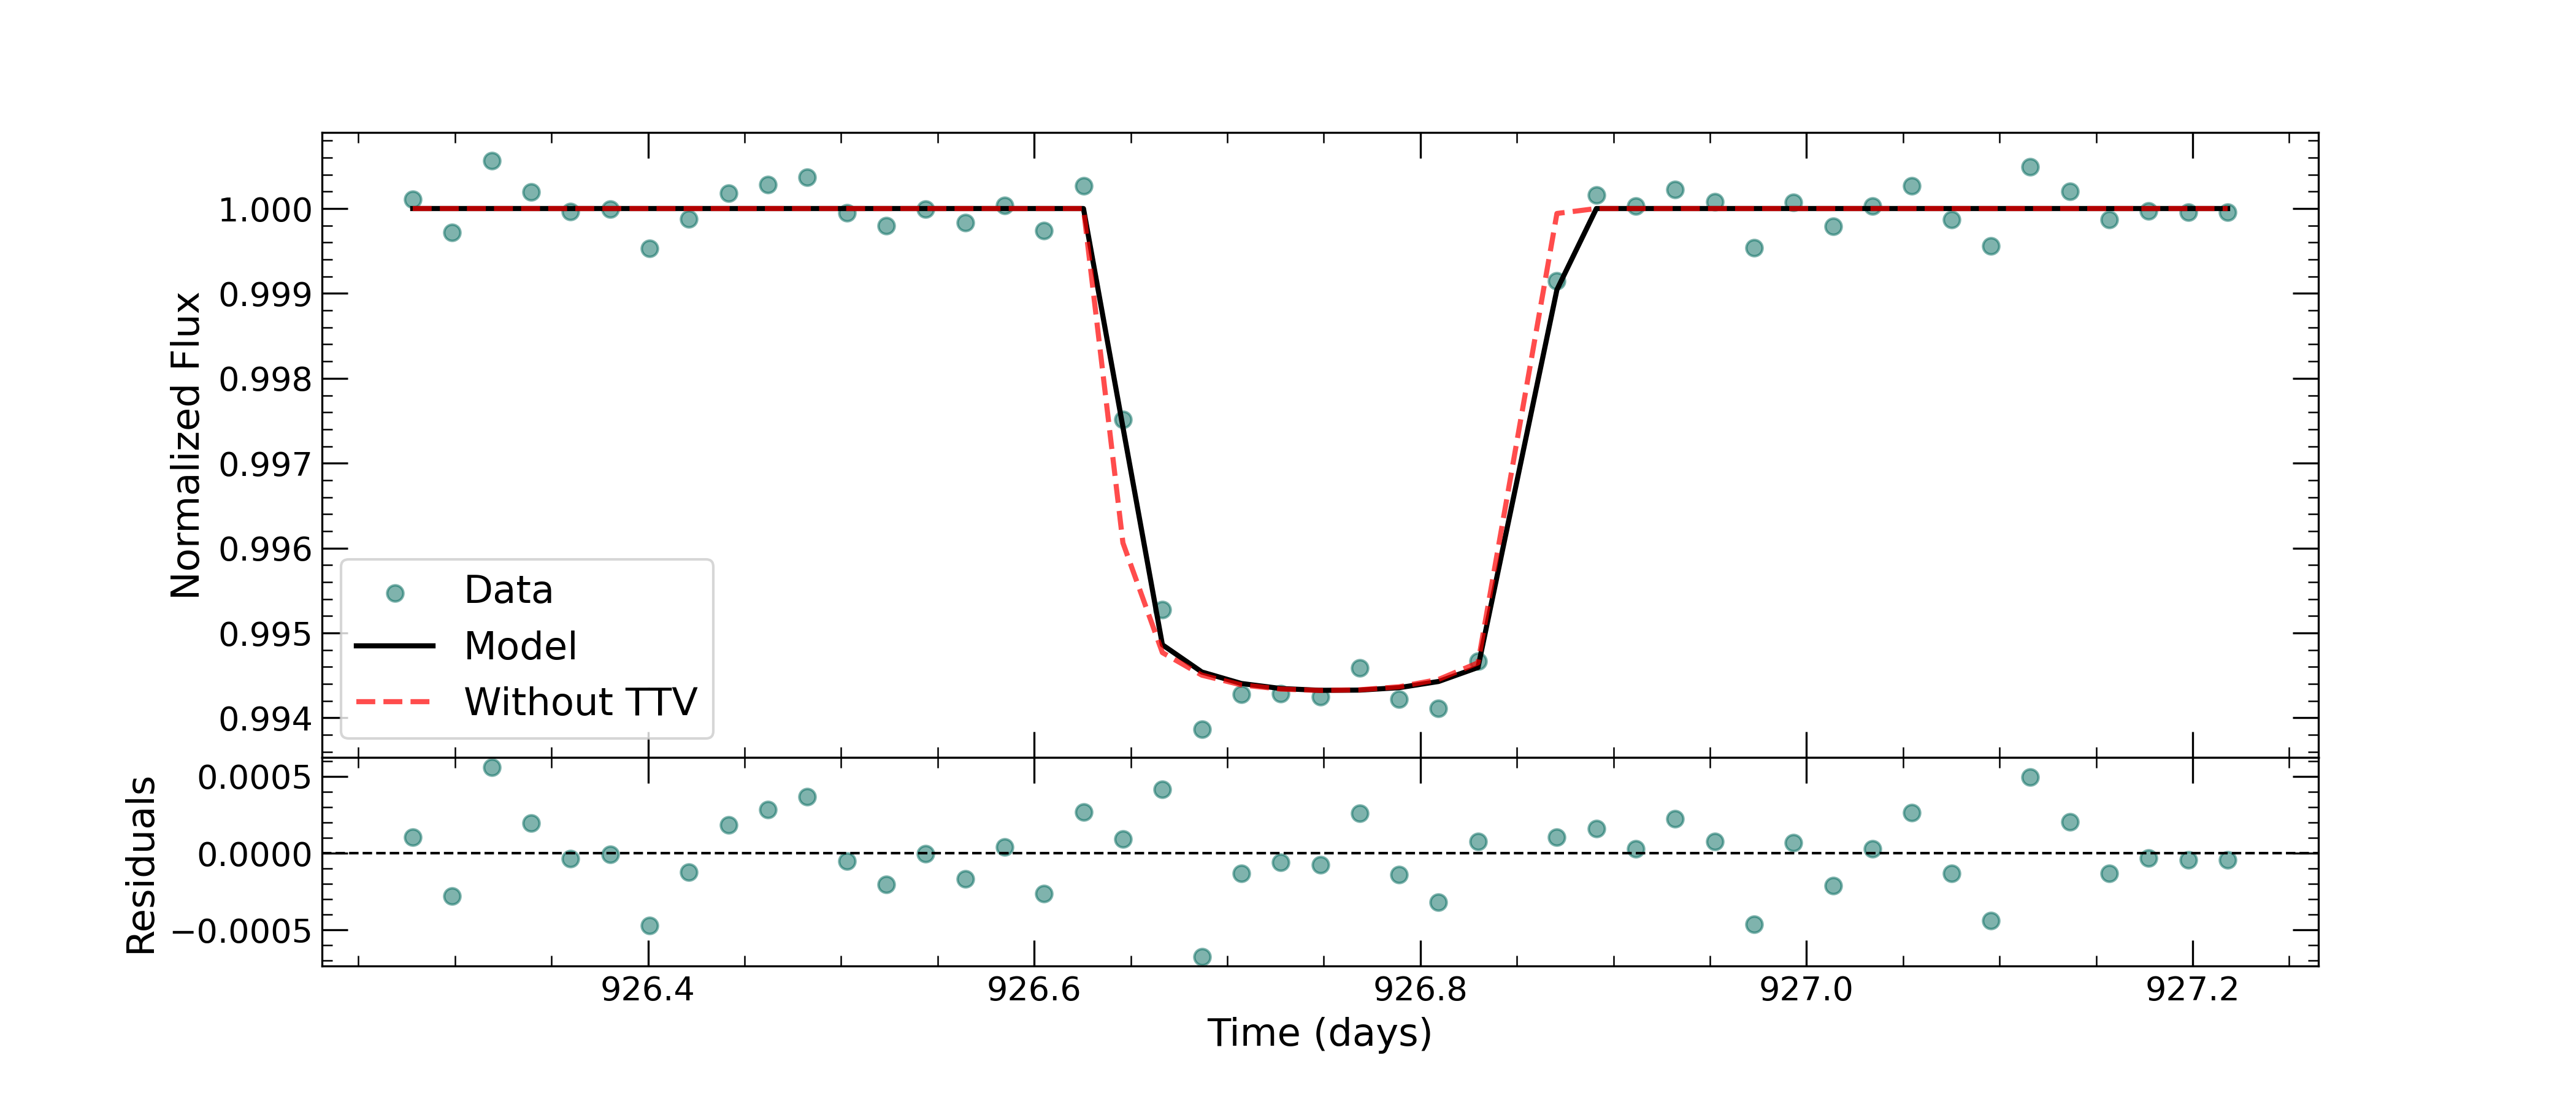 Normalized Flux
1.000
0.999
0.998
0.997
0.996
0.995
0.994
Data
Model
Without TTV
Residuals
0.0005
0.0000
−0.0005
926.4 926.6 926.8 927.0 927.2
Time (days)